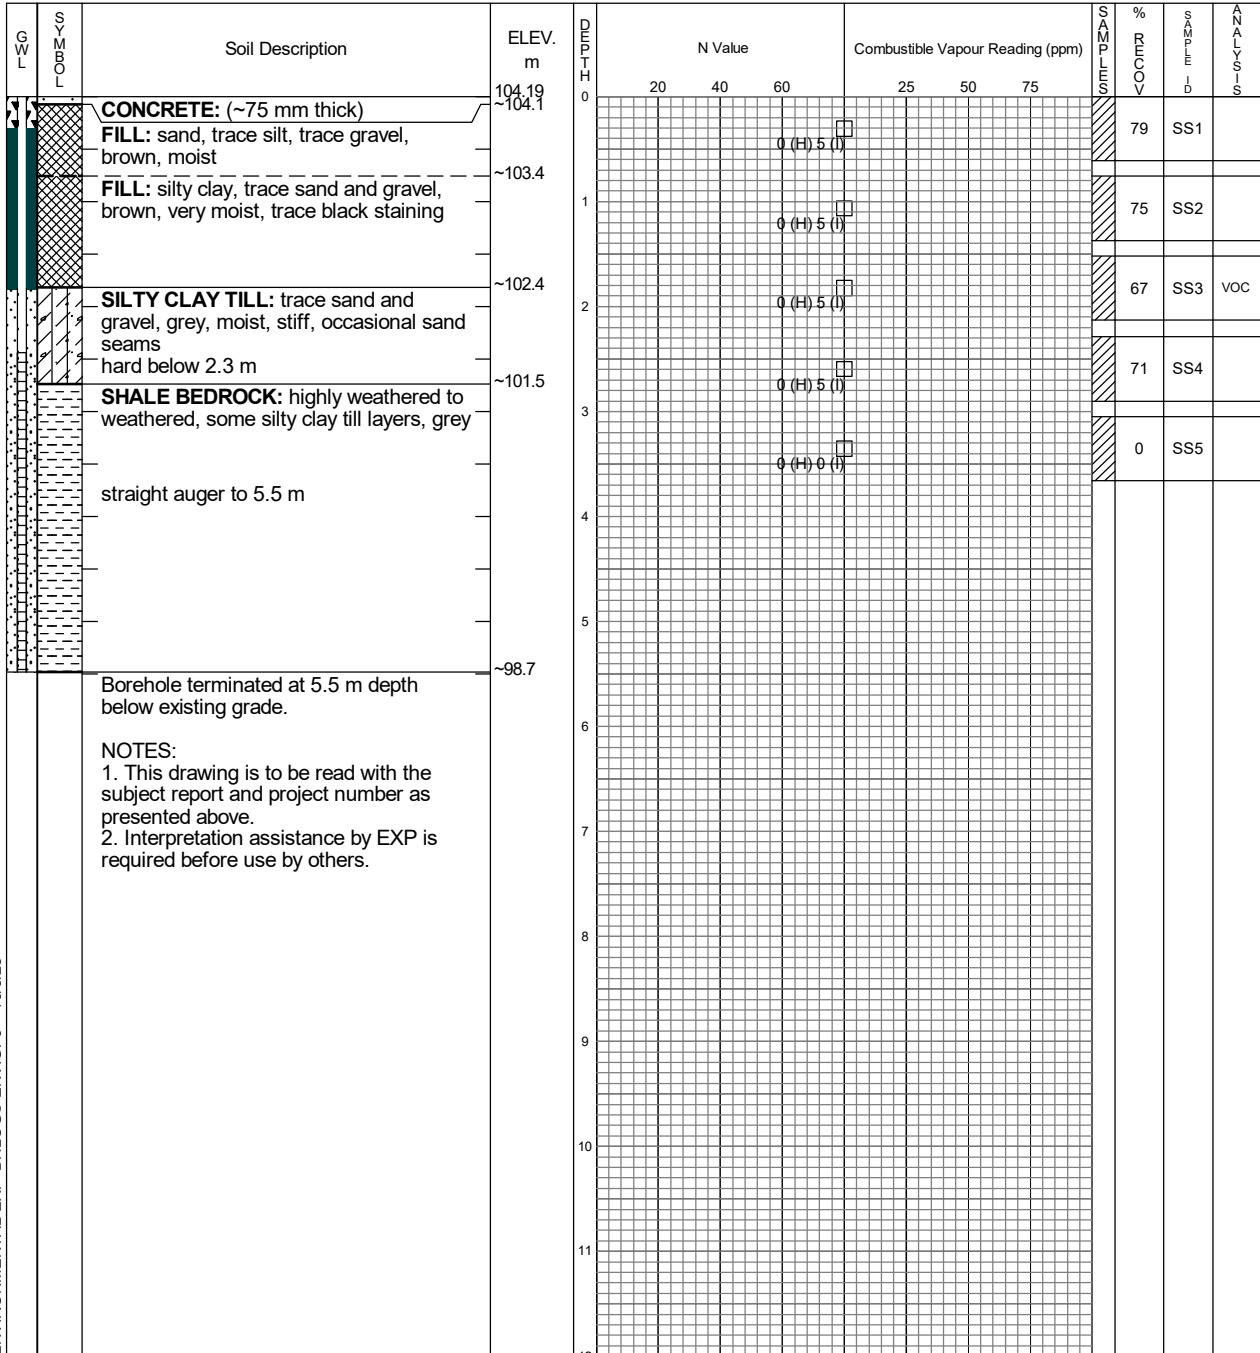 GWL
SYMBOL
Soil Description
ELEV.
m
DEPTH
N Value
Combustible Vapour Reading (ppm)
SAMPLES
% RECOV
SAMPLE ID
ANALYSIS
20 40 60 25 50 75
104.19
0
CONCRETE: (~75 mm thick)
~104.1
FILL: sand, trace silt, trace gravel,
brown, moist
0 (H) 5 (I)
79 SS1
~103.4
FILL: silty clay, trace sand and gravel,
brown, very moist, trace black staining
1
0 (H) 5 (I)
75 SS2
~102.4
SILTY CLAY TILL: trace sand and
gravel, grey, moist, stiff, occasional sand
seams
hard below 2.3 m
2
0 (H) 5 (I)
67 SS3 VOC
0 (H) 5 (I)
71 SS4
~101.5
SHALE BEDROCK: highly weathered to
weathered, some silty clay till layers, grey
3
0 (H) 0 (I)
0 SS5
straight auger to 5.5 m
4
5
~98.7
Borehole terminated at 5.5 m depth
below existing grade.
6
NOTES:
1. This drawing is to be read with the
subject report and project number as
presented above.
2. Interpretation assistance by EXP is
required before use by others.
7
8
9
10
11